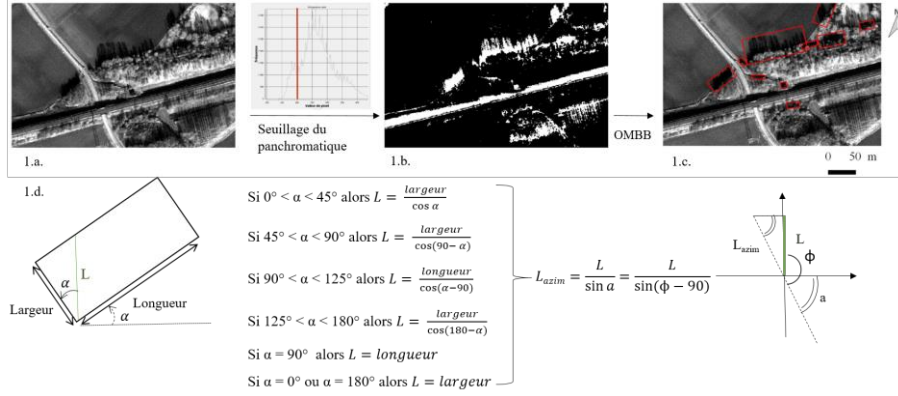 1.a.
Seuillage du
panchromatique
1.b.
OMBB
1.c.
N
0 50 m
1.d.
α
L
Largeur
Longueur
α
Si 0° < α < 45° alors L = largeur / cos α
Si 45° < α < 90° alors L = largeur / cos(90− α)
Si 90° < α < 125° alors L = longueur / cos(α−90)
Si 125° < α < 180° alors L = largeur / cos(180−α)
Si α = 90° alors L = longueur
Si α = 0° ou α = 180° alors L = largeur
L_azim = L / sin a = L / sin(ϕ − 90)
L_azim
L
ϕ
a